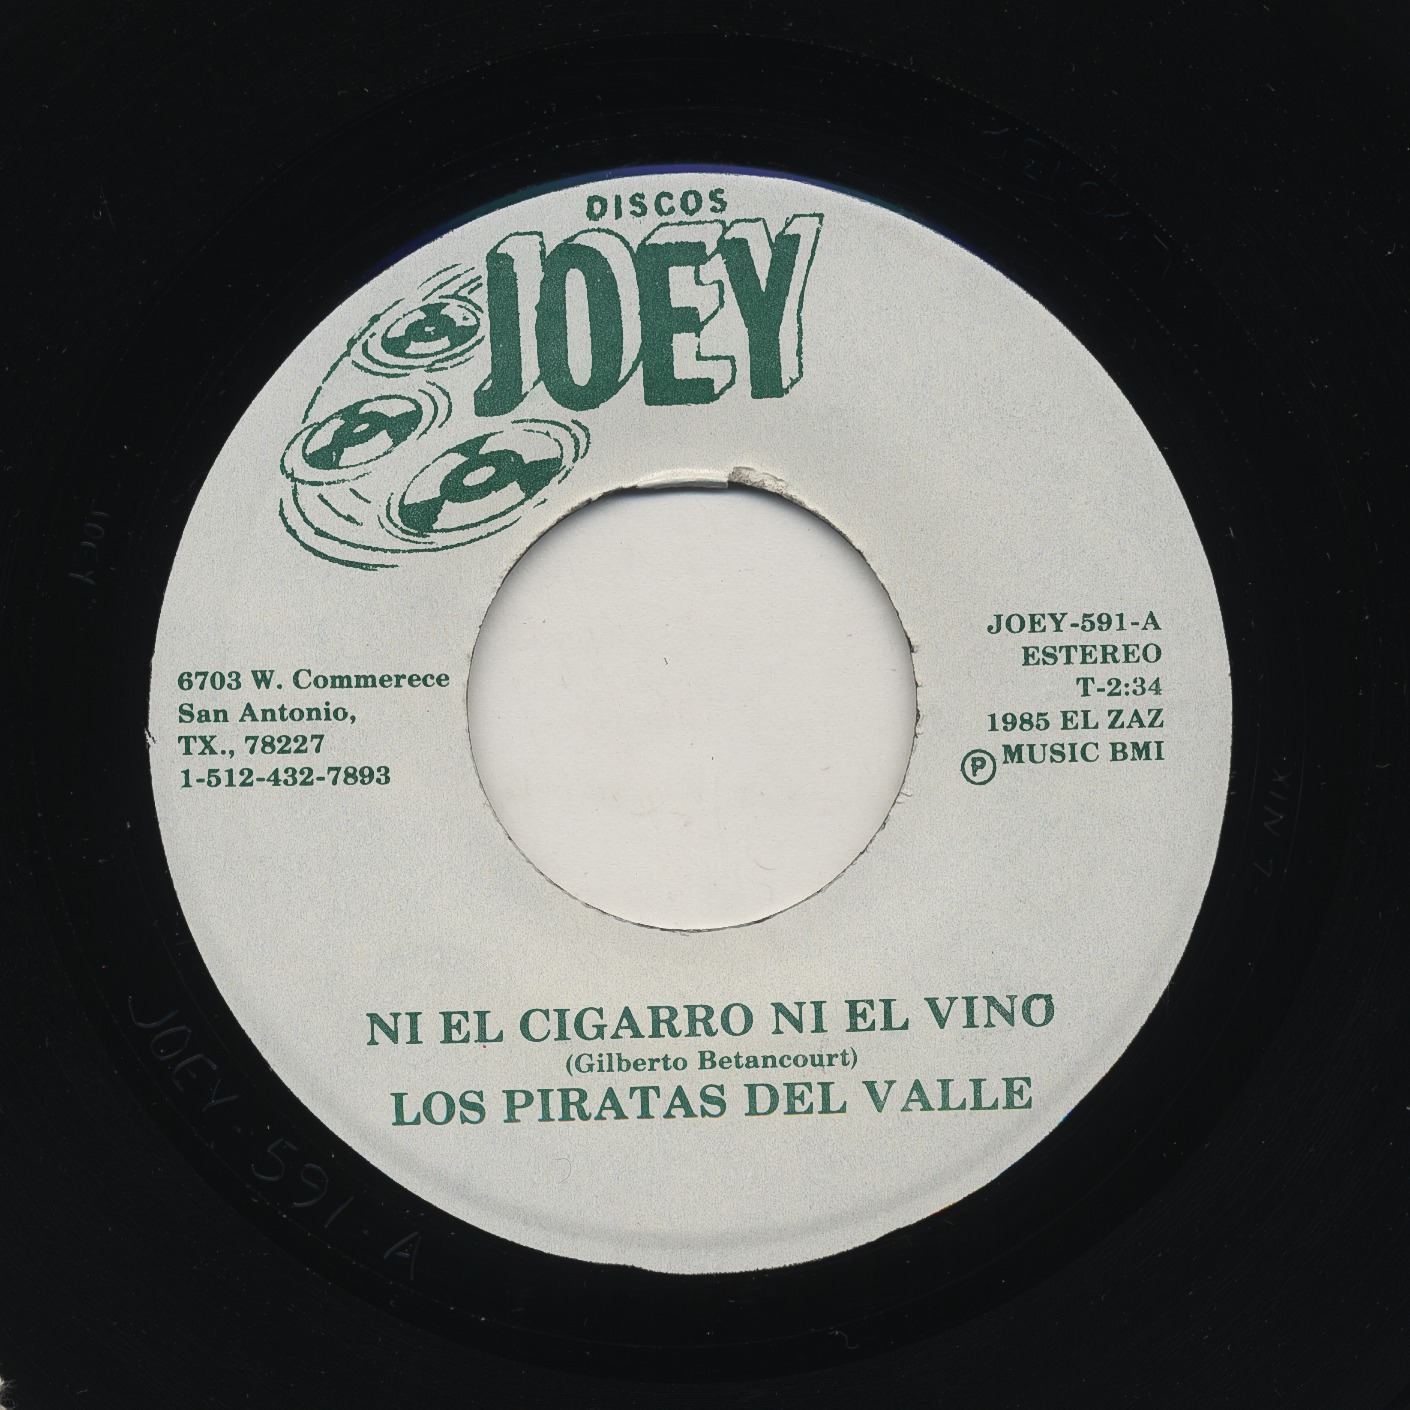 DISCOS
JOEY
6703 W. Commerece
San Antonio,
TX., 78227
1-512-432-7893
JOEY-591-A
ESTEREO
T-2:34
1985 EL ZAZ
Ⓟ MUSIC BMI
NI EL CIGARRO NI EL VINO
(Gilberto Betancourt)
LOS PIRATAS DEL VALLE
JOEY-591-A